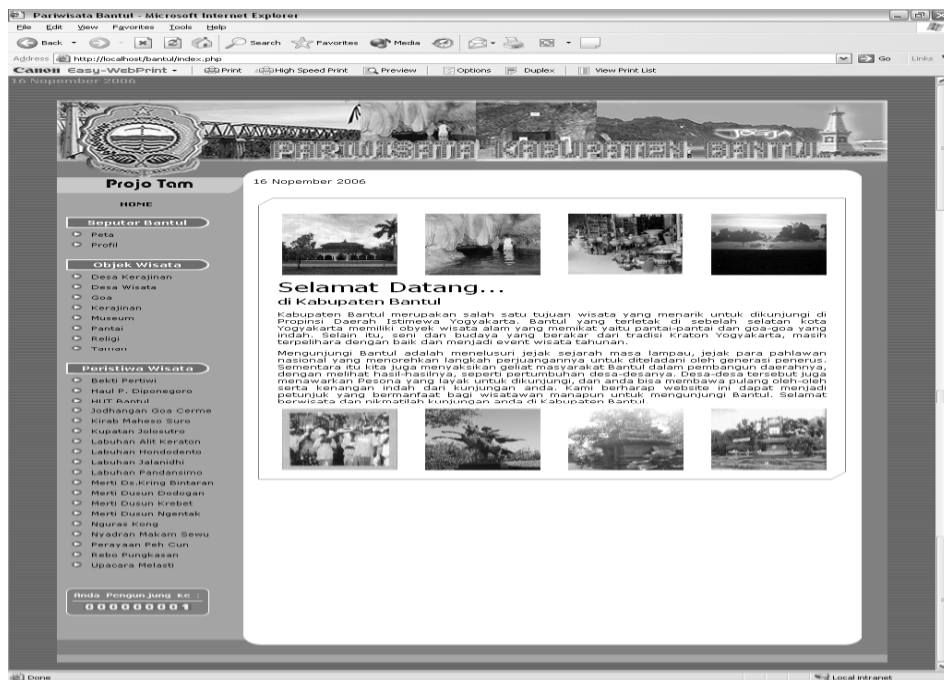 Pariwisata Bantul - Microsoft Internet Explorer
File Edit View Favorites Tools Help
Back Search Favorites Media
Address http://localhost/bantul/index.php Go Links
Canon Easy-WebPrint Print High Speed Print Preview Options Duplex View Print List
16 Nopember 2006
JOGJA
PARIWISATA KABUPATEN BANTUL
Projo Tam
HOME
Seputar Bantul
Peta
Profil
Objek Wisata
Desa Kerajinan
Desa Wisata
Goa
Kerajinan
Museum
Pantai
Religi
Taman
Peristiwa Wisata
Bekti Pertiwi
Haul P. Diponegoro
HUT Bantul
Jodhangan Goa Cerme
Kirab Maheso Suro
Kupatan Jolosutro
Labuhan Alit Keraton
Labuhan Hondodento
Labuhan Jalanidhi
Labuhan Pandansimo
Merti Ds.Kring Bintaran
Merti Dusun Dodogan
Merti Dusun Krebet
Merti Dusun Ngentak
Nguras Kong
Nyadran Makam Sewu
Perayaan Peh Cun
Rebo Pungkasan
Upacara Melasti
Anda Pengunjung Ke :
000000001
16 Nopember 2006
Selamat Datang...
di Kabupaten Bantul
Kabupaten Bantul merupakan salah satu tujuan wisata yang menarik untuk dikunjungi di
Propinsi Daerah Istimewa Yogyakarta. Bantul yang terletak di sebelah selatan kota
Yogyakarta memiliki obyek wisata alam yang memikat yaitu pantai-pantai dan goa-goa yang
indah. Selain itu, seni dan budaya yang berakar dari tradisi Kraton Yogyakarta, masih
terpelihara dengan baik dan menjadi event wisata tahunan.
Mengunjungi Bantul adalah menelusuri jejak sejarah masa lampau, jejak para pahlawan
nasional yang menorehkan langkah perjuangannya untuk diteladani oleh generasi penerus.
Sementara itu kita juga menyaksikan geliat masyarakat Bantul dalam pembangun daerahnya,
dengan melihat hasil-hasilnya, seperti pertumbuhan desa-desanya. Desa-desa tersebut juga
menawarkan Pesona yang layak untuk dikunjungi, dan anda bisa membawa pulang oleh-oleh
serta kenangan indah dari kunjungan anda. Kami berharap website ini dapat menjadi
petunjuk yang bermanfaat bagi wisatawan manapun untuk mengunjungi Bantul. Selamat
berwisata dan nikmatilah kunjungan anda di Kabupaten Bantul.
Done Local intranet